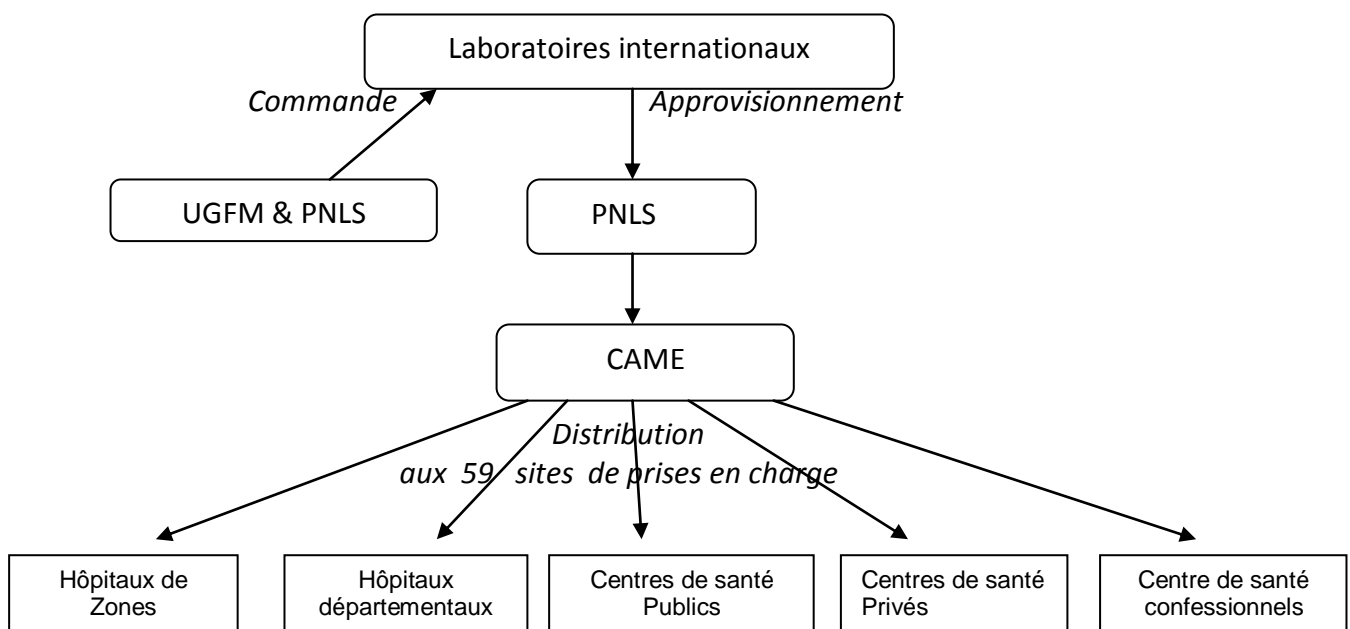 Laboratoires internationaux
Commande
Approvisionnement
UGFM & PNLS
PNLS
CAME
Distribution
aux 59 sites de prises en charge
Hôpitaux de
Zones
Hôpitaux
départementaux
Centres de santé
Publics
Centres de santé
Privés
Centre de santé
confessionnels